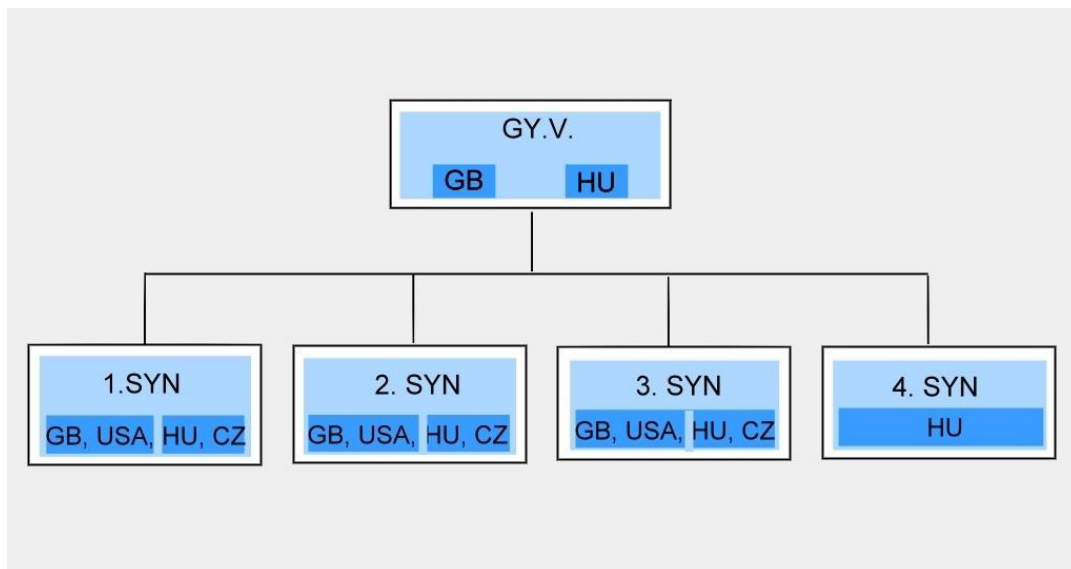 GY.V.
GB HU
1.SYN
GB, USA, HU, CZ
2. SYN
GB, USA, HU, CZ
3. SYN
GB, USA, HU, CZ
4. SYN
HU